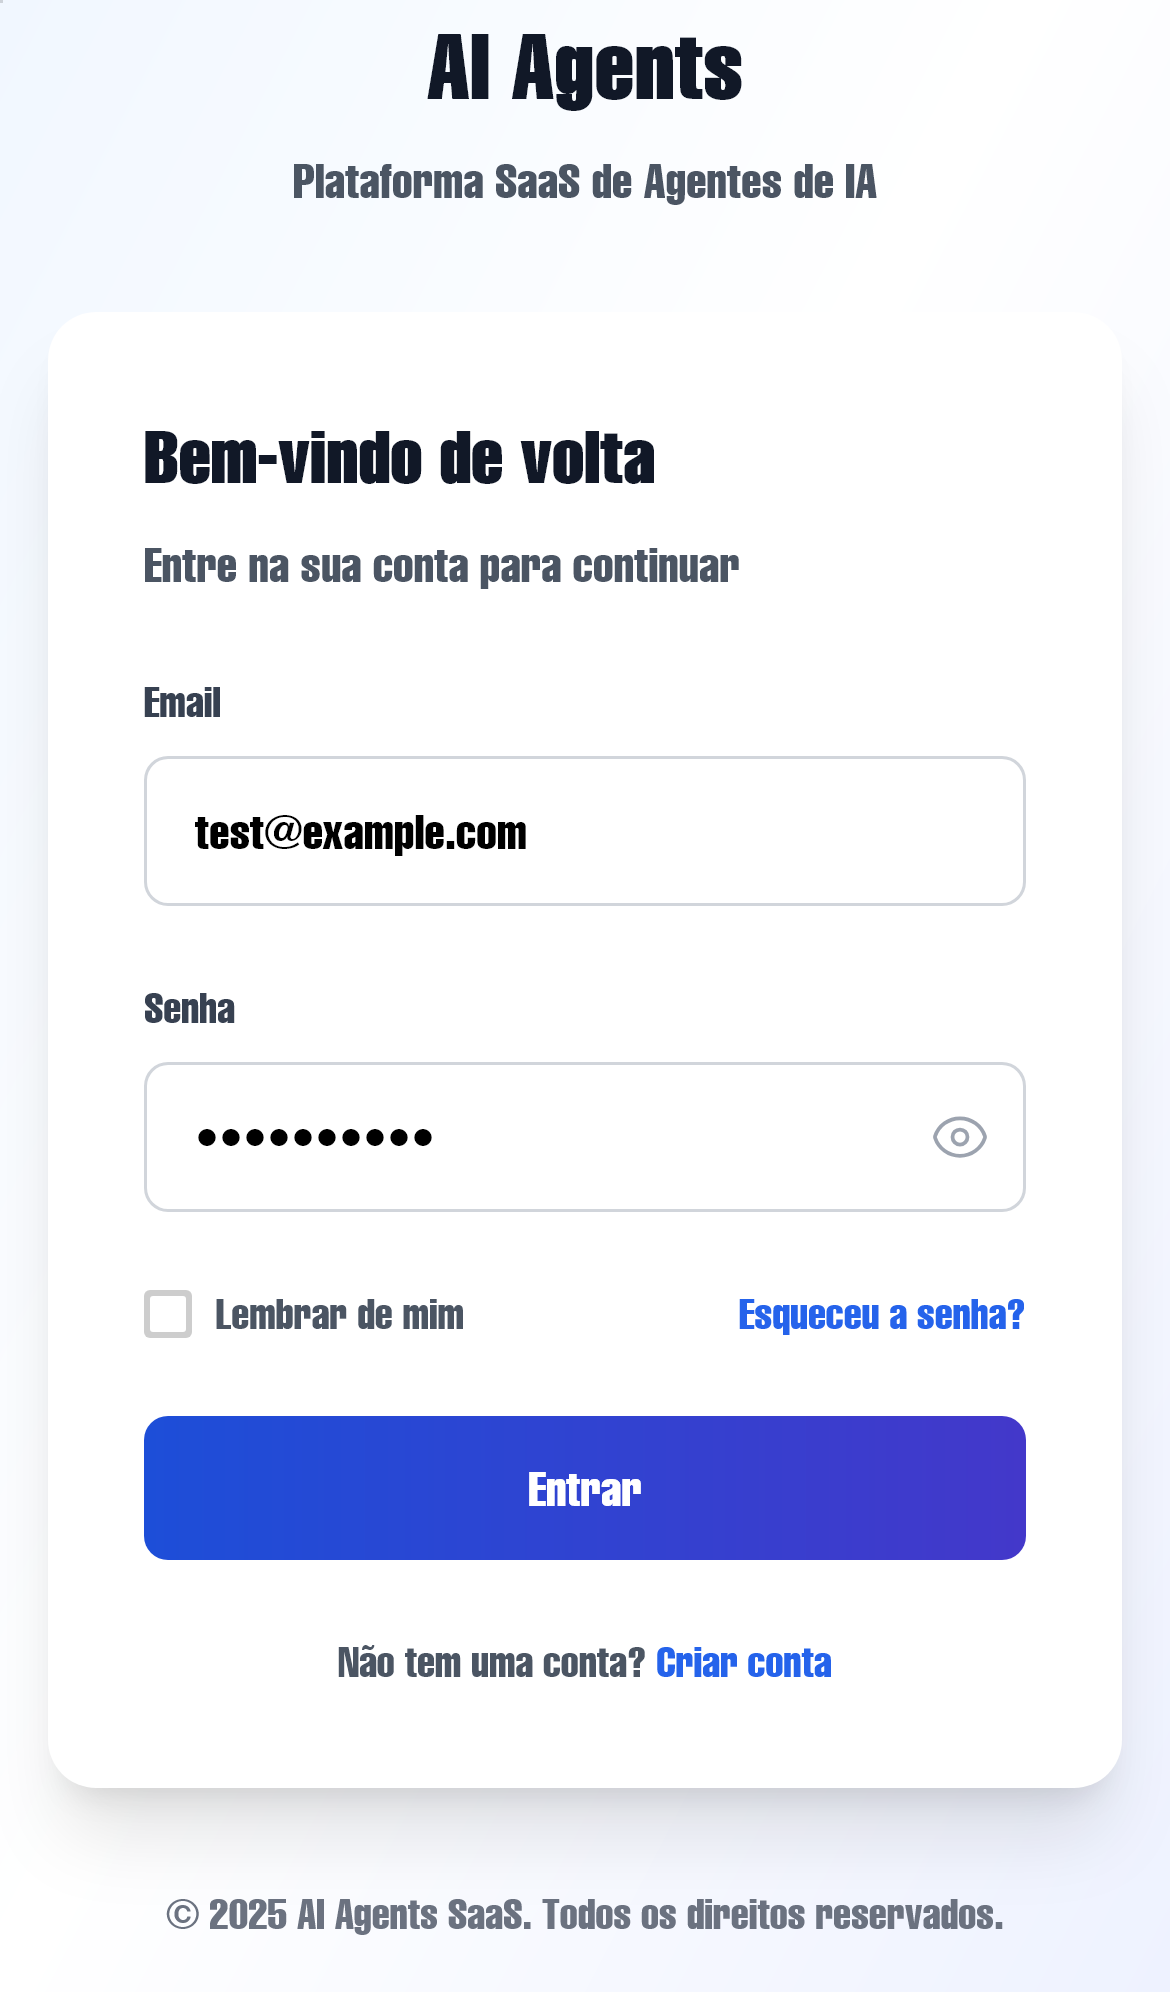 AI Agents
Plataforma SaaS de Agentes de IA
Bem-vindo de volta
Entre na sua conta para continuar
Email
test@example.com
Senha
••••••••••
Lembrar de mim Esqueceu a senha?
Entrar
Não tem uma conta? Criar conta
© 2025 AI Agents SaaS. Todos os direitos reservados.